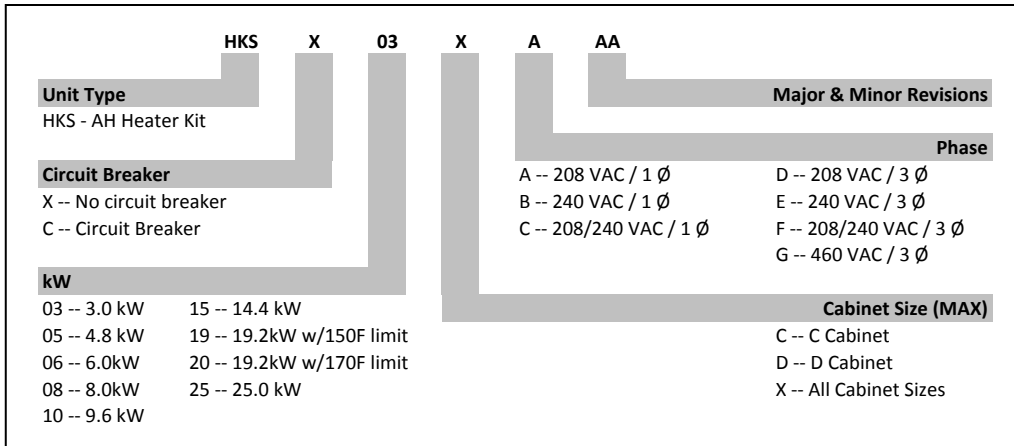 HKS X 03 X A AA
Unit Type
HKS - AH Heater Kit
Circuit Breaker
X -- No circuit breaker
C -- Circuit Breaker
kW
03 -- 3.0 kW 15 -- 14.4 kW
05 -- 4.8 kW 19 -- 19.2kW w/150F limit
06 -- 6.0kW 20 -- 19.2kW w/170F limit
08 -- 8.0kW 25 -- 25.0 kW
10 -- 9.6 kW
Major & Minor Revisions
Phase
A -- 208 VAC / 1 Ø D -- 208 VAC / 3 Ø
B -- 240 VAC / 1 Ø E -- 240 VAC / 3 Ø
C -- 208/240 VAC / 1 Ø F -- 208/240 VAC / 3 Ø
G -- 460 VAC / 3 Ø
Cabinet Size (MAX)
C -- C Cabinet
D -- D Cabinet
X -- All Cabinet Sizes